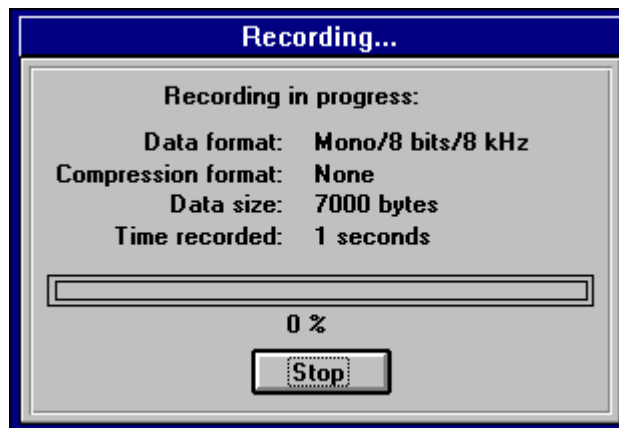 Recording...
Recording in progress:
Data format: Mono/8 bits/8 kHz
Compression format: None
Data size: 7000 bytes
Time recorded: 1 seconds
0 %
Stop